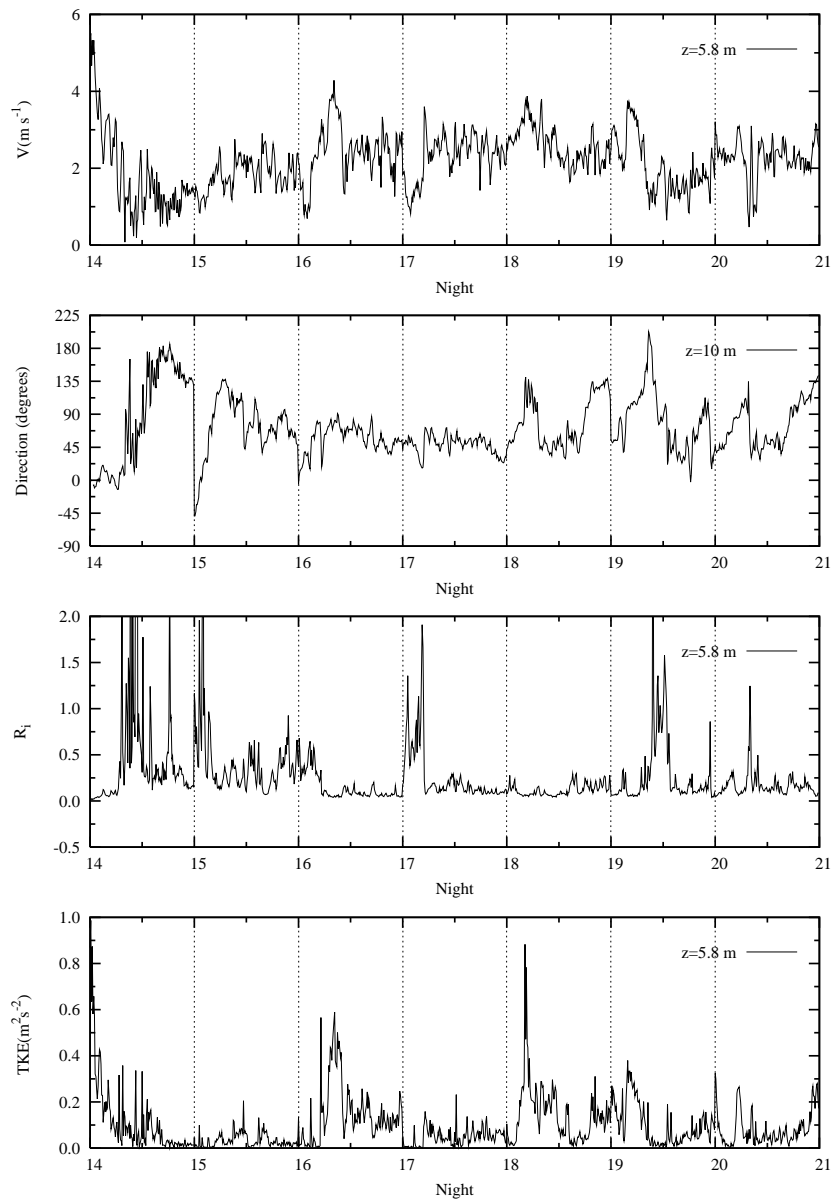 6
4
2
0
V(m s⁻¹)
z=5.8 m
14 15 16 17 18 19 20 21
Night
225
180
135
90
45
0
-45
-90
Direction (degrees)
z=10 m
14 15 16 17 18 19 20 21
Night
2.0
1.5
1.0
0.5
0.0
-0.5
Rᵢ
z=5.8 m
14 15 16 17 18 19 20 21
Night
1.0
0.8
0.6
0.4
0.2
0.0
TKE(m²s⁻²)
z=5.8 m
14 15 16 17 18 19 20 21
Night